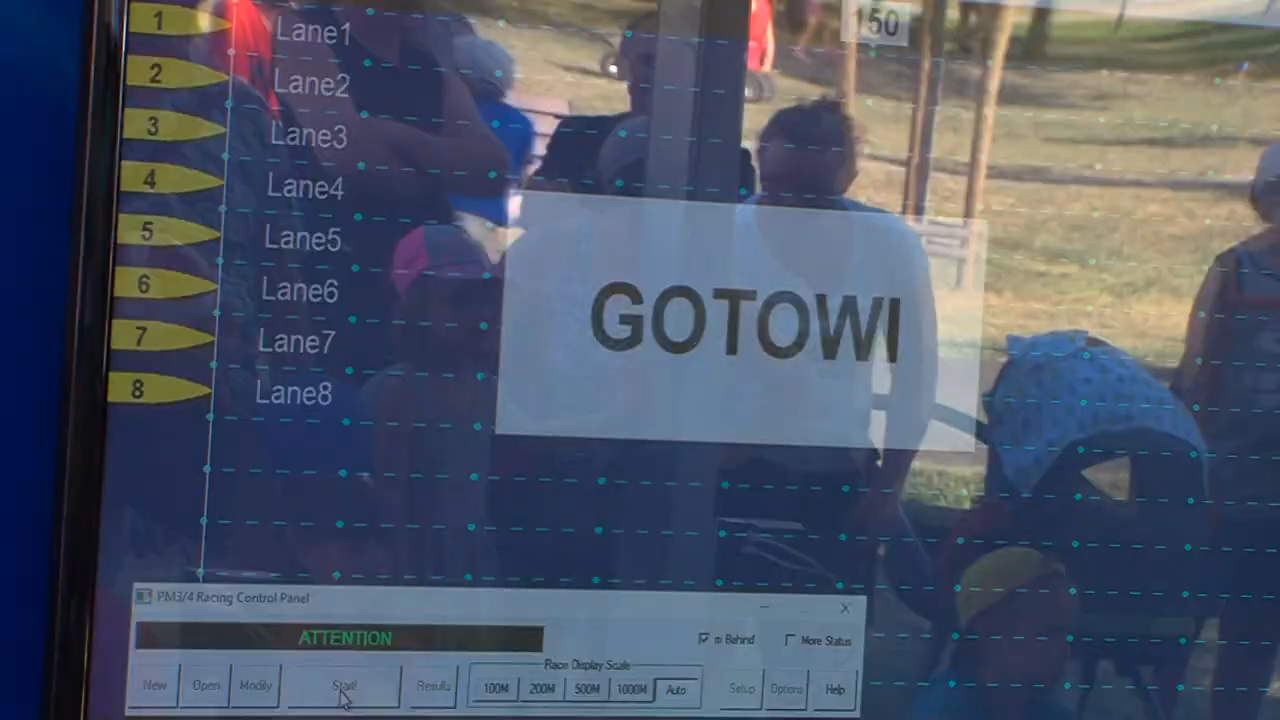 150
1 Lane1
2 Lane2
3 Lane3
4 Lane4
5 Lane5
6 Lane6
7 Lane7
8 Lane8
GOTOWI
PM3/4 Racing Control Panel
ATTENTION
m Behind
More Status
Race Display Scale
New Open Modify Start! Results 100M 200M 500M 1000M Auto Setup Options Help